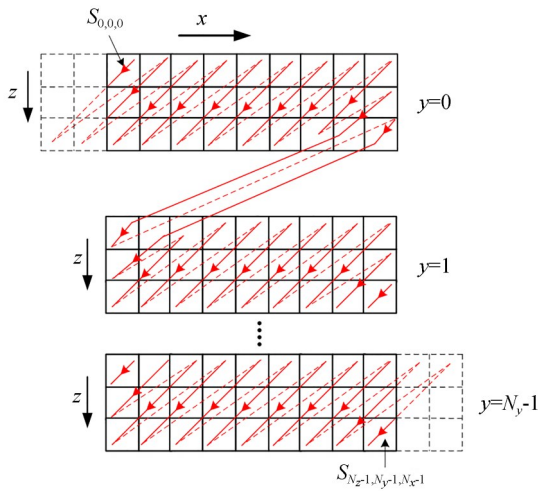 S0,0,0
x
z
y=0
z
y=1
z
y=Ny-1
SNz-1,Ny-1,Nx-1